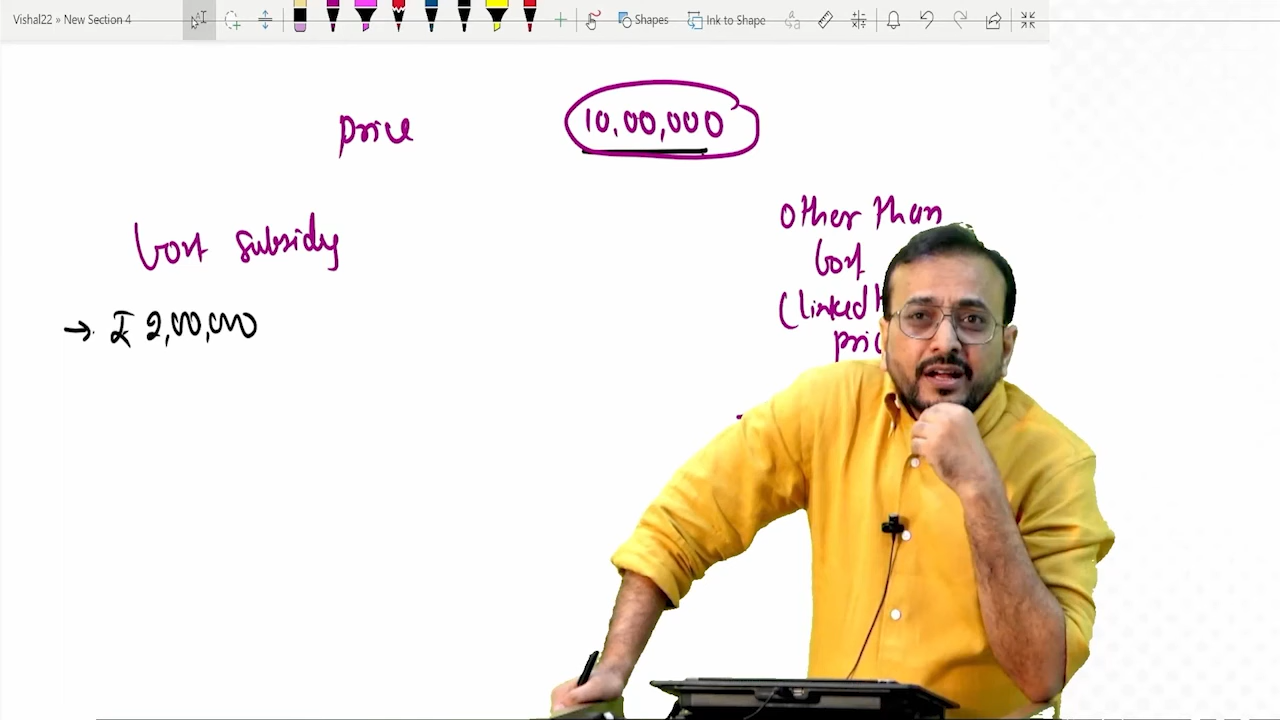 Vishal22 » New Section 4
Shapes
Ink to Shape
Price 10,00,000
Govt subsidy
→ ₹ 2,00,000
Other than
Govt
(linked